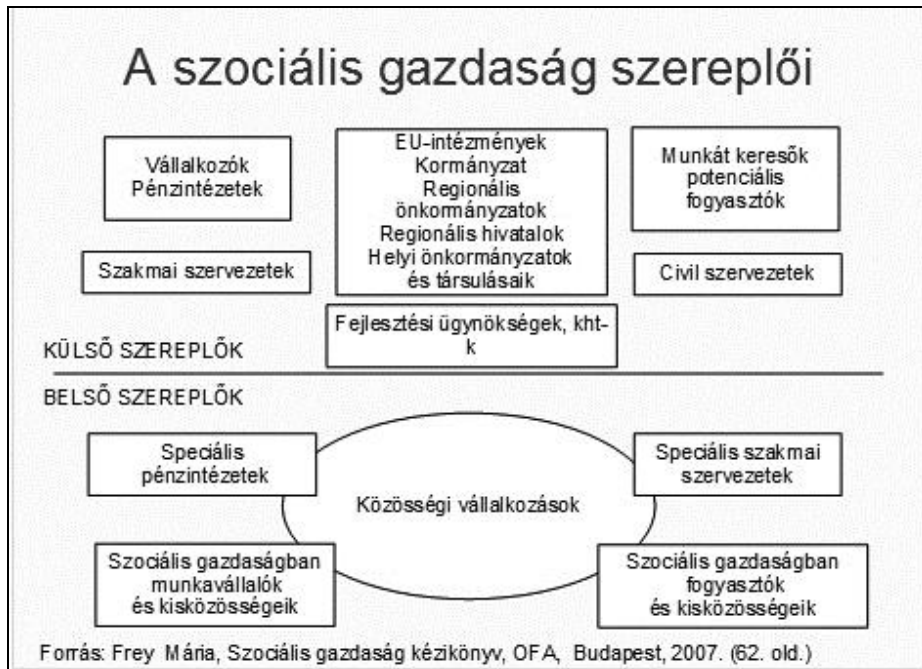 A szociális gazdaság szereplői
Vállalkozók
Pénzintézetek
EU-intézmények
Kormányzat
Regionális
önkormányzatok
Regionális hivatalok
Helyi önkormányzatok
és társulásaik
Munkát keresők
potenciális
fogyasztók
Szakmai szervezetek
Civil szervezetek
Fejlesztési ügynökségek, kht-
k
KÜLSŐ SZEREPLŐK
BELSŐ SZEREPLŐK
Speciális
pénzintézetek
Speciális szakmai
szervezetek
Közösségi vállalkozások
Szociális gazdaságban
munkavállalók
és kisközösségeik
Szociális gazdaságban
fogyasztók
és kisközösségeik
Forrás: Frey Mária, Szociális gazdaság kézikönyv, OFA, Budapest, 2007. (62. old.)